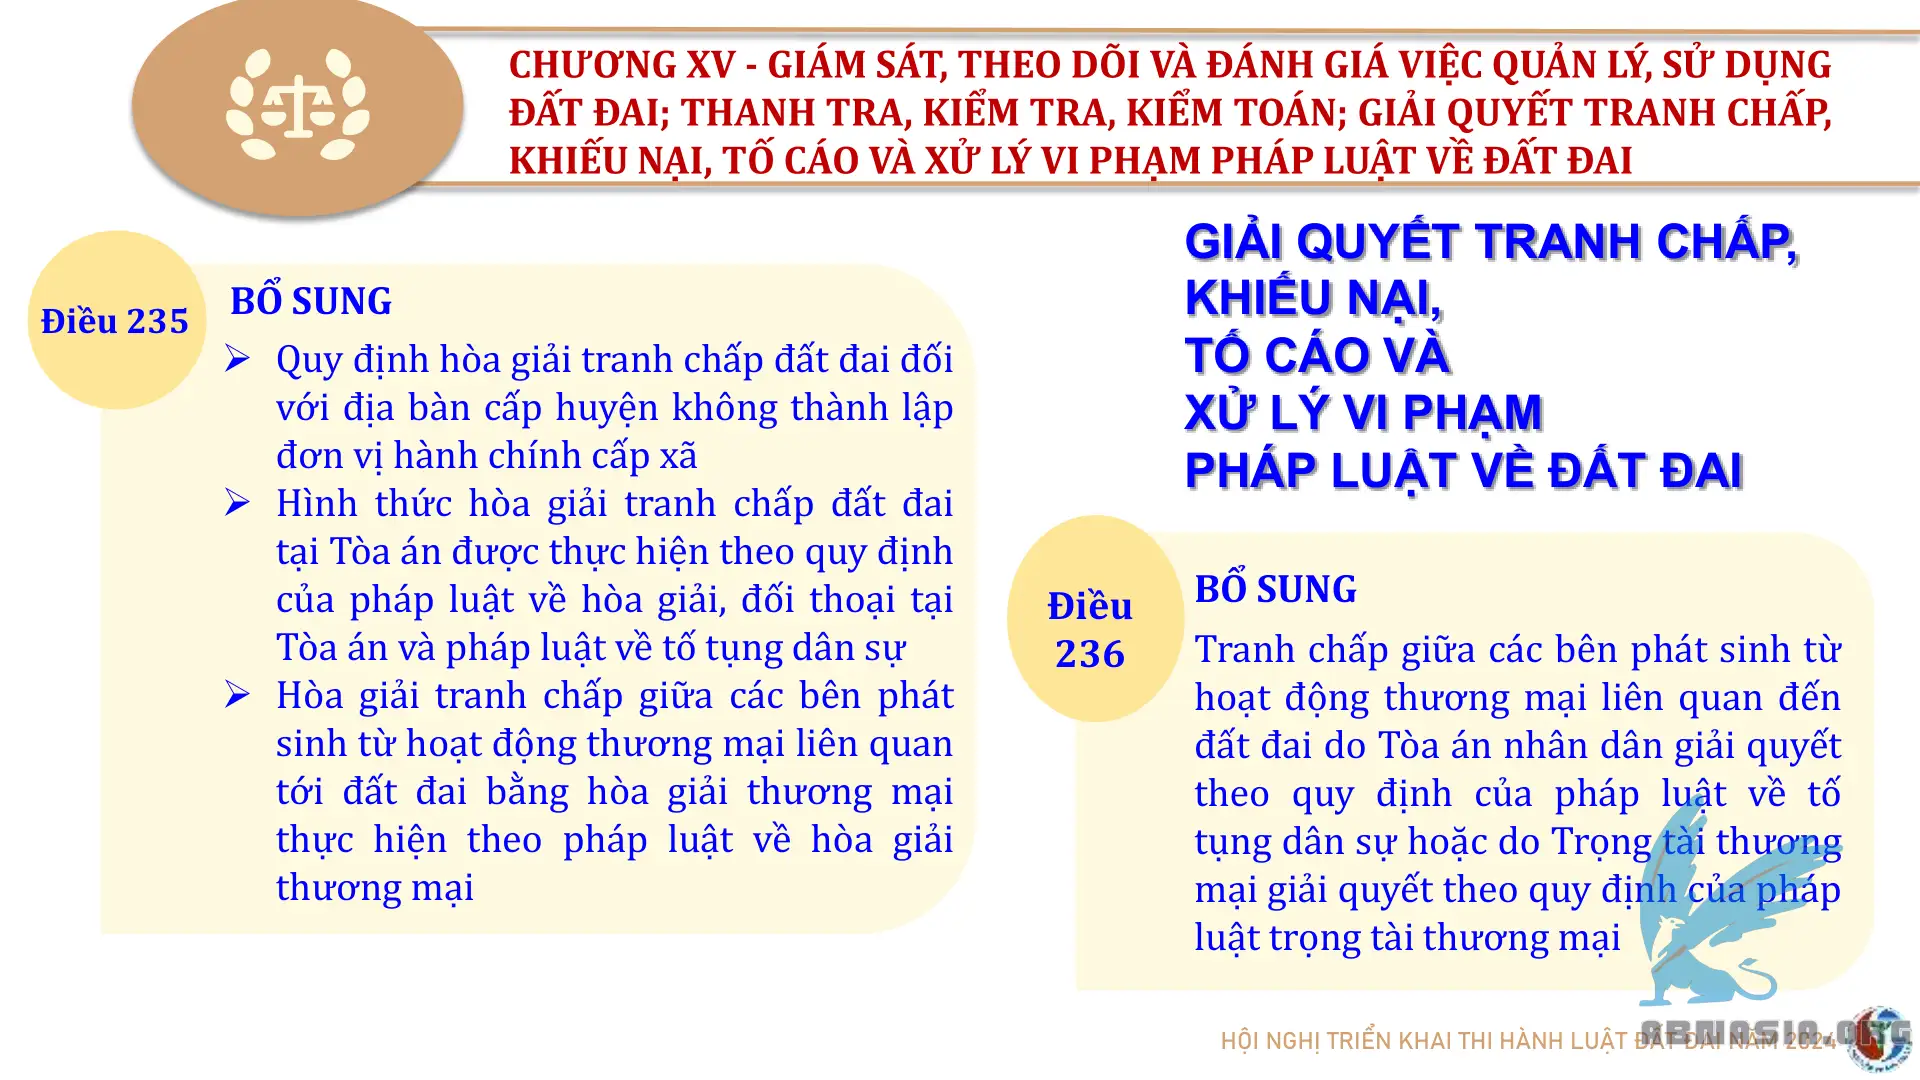 CHƯƠNG XV - GIÁM SÁT, THEO DÕI VÀ ĐÁNH GIÁ VIỆC QUẢN LÝ, SỬ DỤNG
ĐẤT ĐAI; THANH TRA, KIỂM TRA, KIỂM TOÁN; GIẢI QUYẾT TRANH CHẤP,
KHIẾU NẠI, TỐ CÁO VÀ XỬ LÝ VI PHẠM PHÁP LUẬT VỀ ĐẤT ĐAI
Điều 235
BỔ SUNG
➢ Quy định hòa giải tranh chấp đất đai đối
với địa bàn cấp huyện không thành lập
đơn vị hành chính cấp xã
➢ Hình thức hòa giải tranh chấp đất đai
tại Tòa án được thực hiện theo quy định
của pháp luật về hòa giải, đối thoại tại
Tòa án và pháp luật về tố tụng dân sự
➢ Hòa giải tranh chấp giữa các bên phát
sinh từ hoạt động thương mại liên quan
tới đất đai bằng hòa giải thương mại
thực hiện theo pháp luật về hòa giải
thương mại
GIẢI QUYẾT TRANH CHẤP,
KHIẾU NẠI,
TỐ CÁO VÀ
XỬ LÝ VI PHẠM
PHÁP LUẬT VỀ ĐẤT ĐAI
Điều
236
BỔ SUNG
Tranh chấp giữa các bên phát sinh từ
hoạt động thương mại liên quan đến
đất đai do Tòa án nhân dân giải quyết
theo quy định của pháp luật về tố
tụng dân sự hoặc do Trọng tài thương
mại giải quyết theo quy định của pháp
luật trọng tài thương mại
HỘI NGHỊ TRIỂN KHAI THI HÀNH LUẬT ĐẤT ĐAI NĂM 2024
ABMASIA.ORG